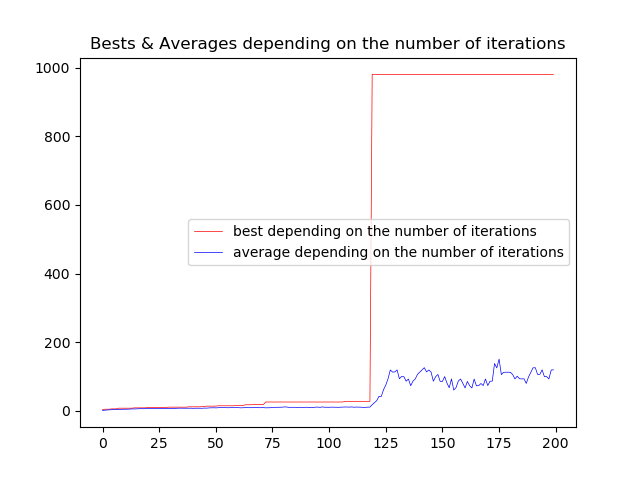 Bests & Averages depending on the number of iterations
1000
800
600
400
200
0
best depending on the number of iterations
average depending on the number of iterations
0 25 50 75 100 125 150 175 200